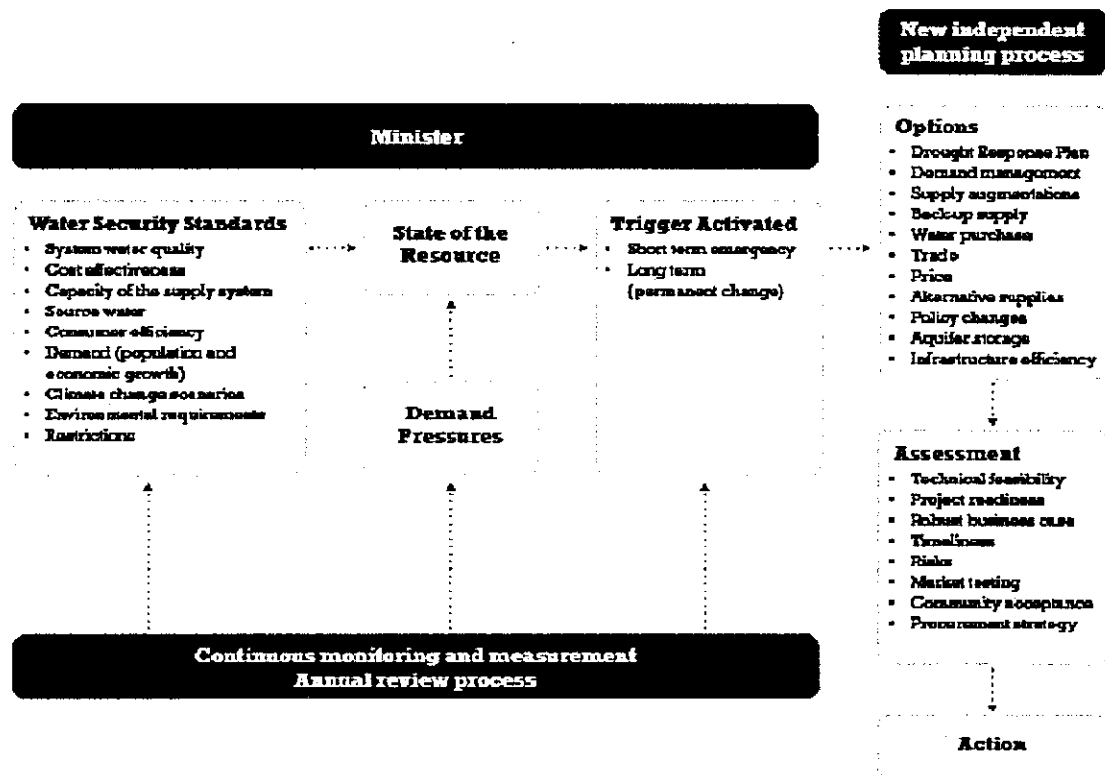 New independent
planning process
Minister
Water Security Standards
• System water quality
• Cost effectiveness
• Capacity of the supply system
• Source water
• Consumer efficiency
• Demand (population and
economic growth)
• Climate change scenarios
• Environmental requirements
• Restrictions
State of the
Resource
Demand
Pressures
Trigger Activated
• Short term emergency
• Long term
(permanent change)
Options
• Drought Response Plan
• Demand management
• Supply augmentations
• Back-up supply
• Water purchase
• Trade
• Price
• Alternative supplies
• Policy changes
• Aquifer storage
• Infrastructure efficiency
Assessment
• Technical feasibility
• Project readiness
• Robust business case
• Timeliness
• Risks
• Market testing
• Community acceptance
• Procurement strategy
Continuous monitoring and measurement
Annual review process
Action